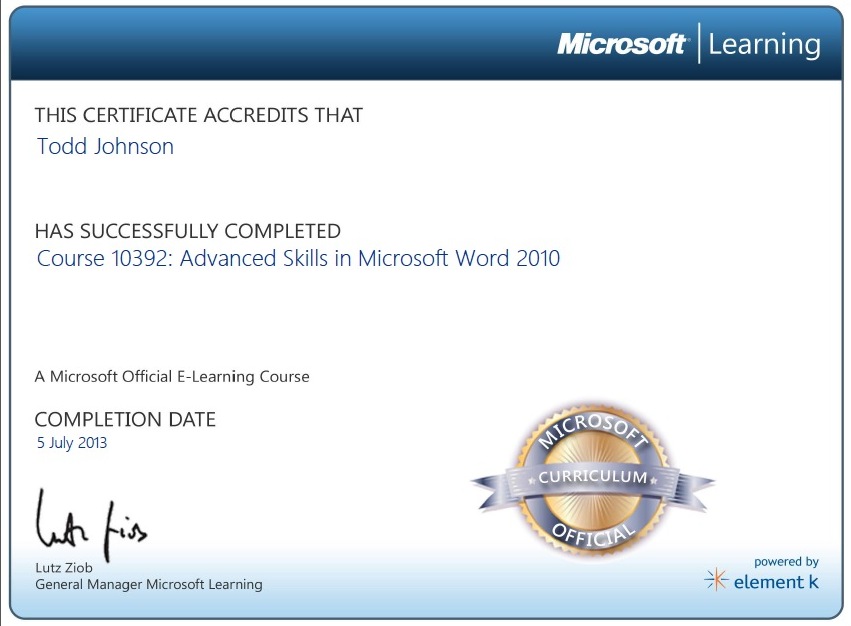 Microsoft | Learning
THIS CERTIFICATE ACCREDITS THAT
Todd Johnson
HAS SUCCESSFULLY COMPLETED
Course 10392: Advanced Skills in Microsoft Word 2010
A Microsoft Official E-Learning Course
COMPLETION DATE
5 July 2013
MICROSOFT
CURRICULUM
OFFICIAL
Lutz Ziob
Lutz Ziob
General Manager Microsoft Learning
powered by
element k